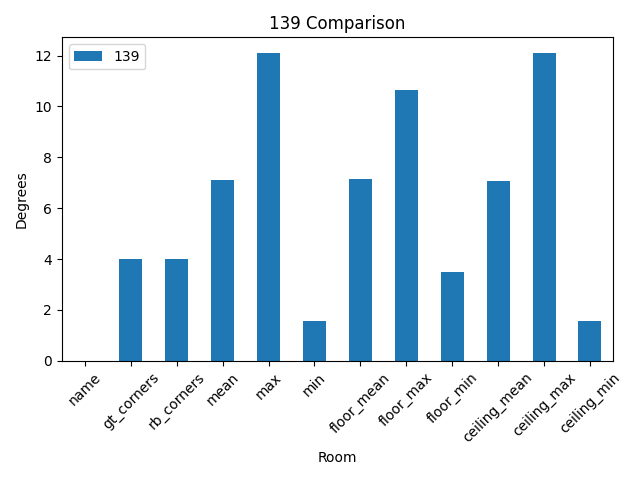 139 Comparison
139
Degrees
12
10
8
6
4
2
0
name
gt_corners
rb_corners
mean
max
min
floor_mean
floor_max
floor_min
ceiling_mean
ceiling_max
ceiling_min
Room